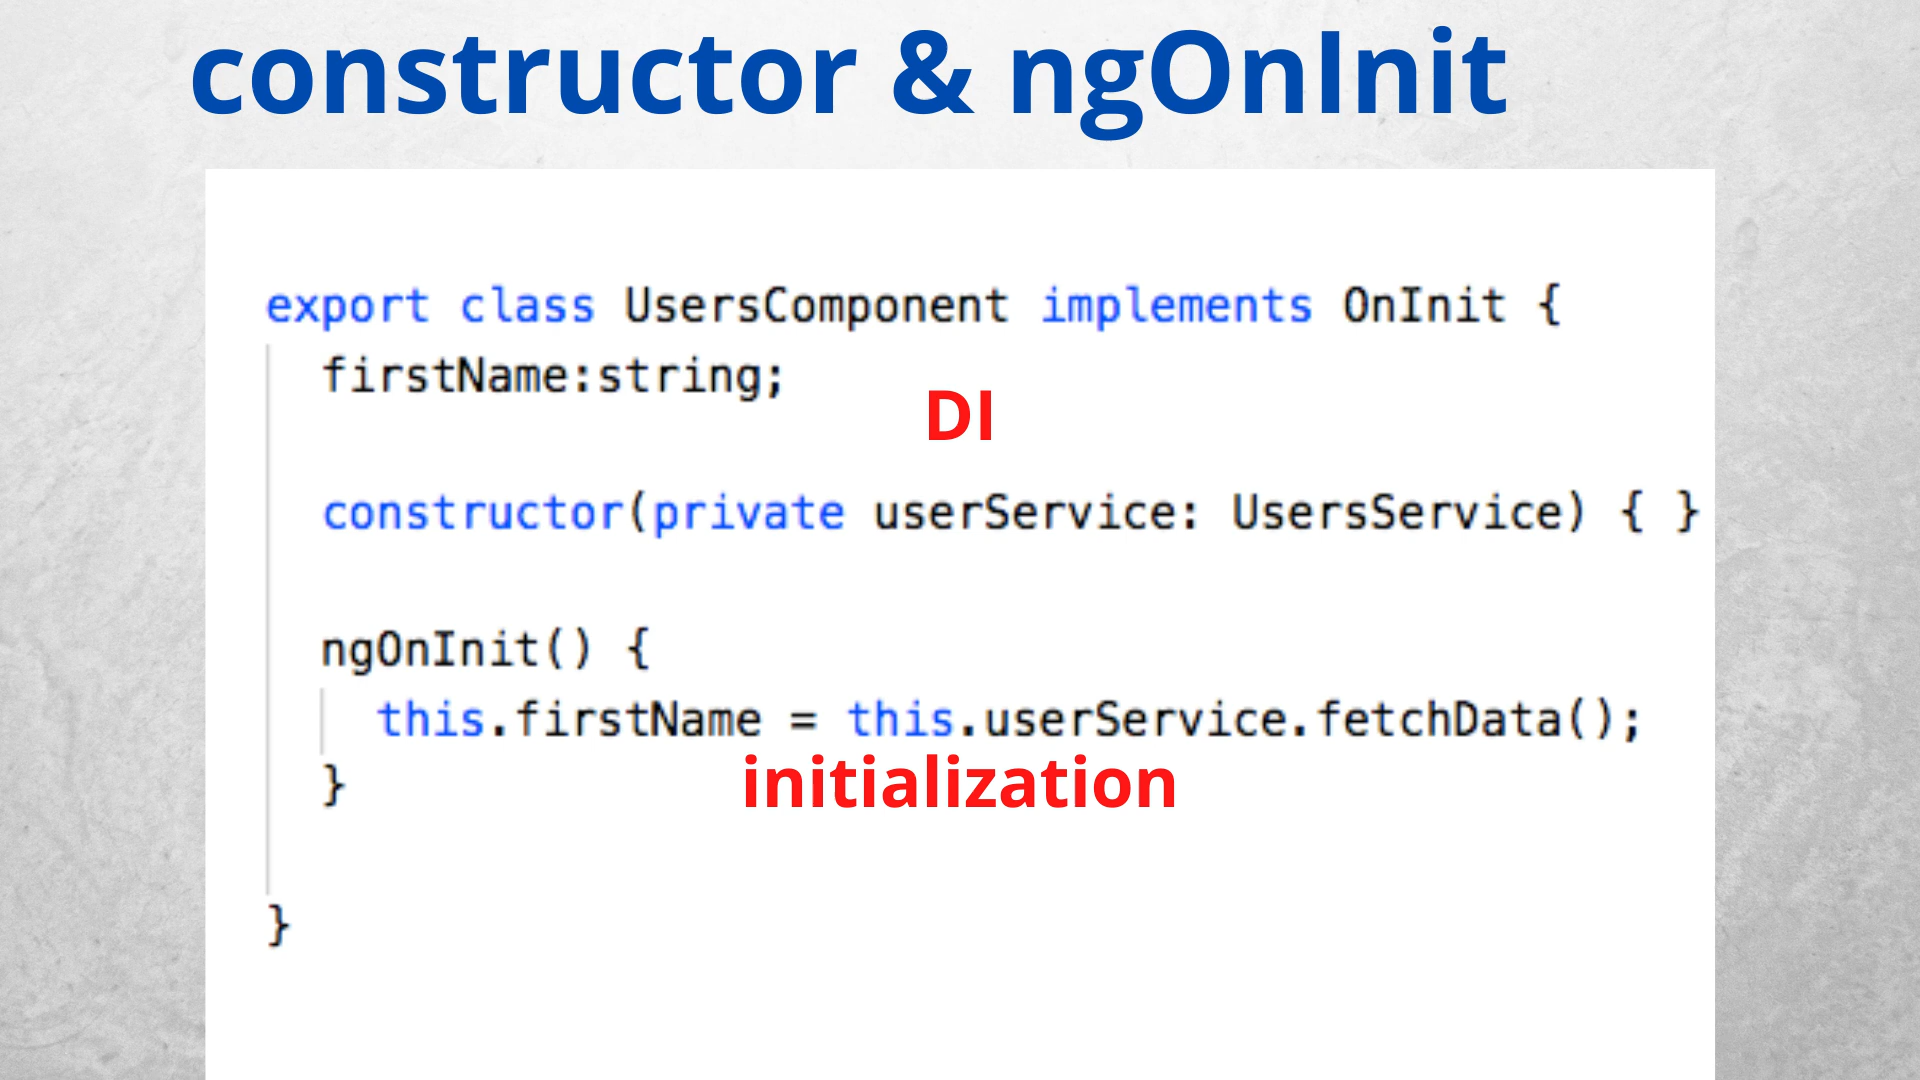 constructor & ngOnInit
export class UsersComponent implements OnInit {
firstName:string;
DI
constructor(private userService: UsersService) { }
ngOnInit() {
this.firstName = this.userService.fetchData();
}
initialization
}